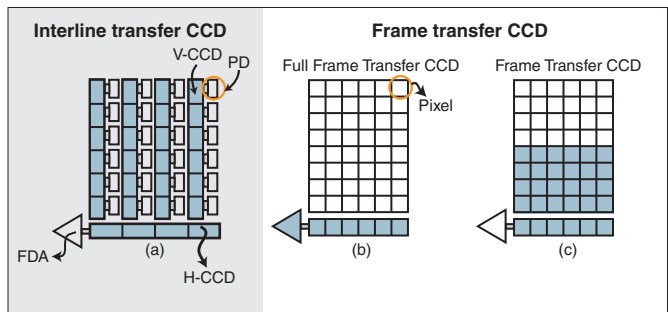 Interline transfer CCD
V-CCD
PD
FDA
(a)
H-CCD
Frame transfer CCD
Full Frame Transfer CCD
Pixel
(b)
Frame Transfer CCD
(c)